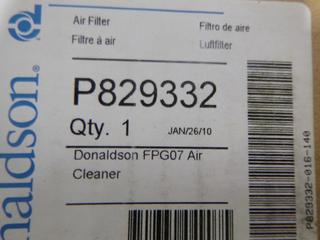 Air Filter
Filtro de aire
Filtre à air
Luftfilter
P829332
Qty. 1
JAN/26/10
Donaldson FPG07 Air
Cleaner
naldson®
P829332-016-140